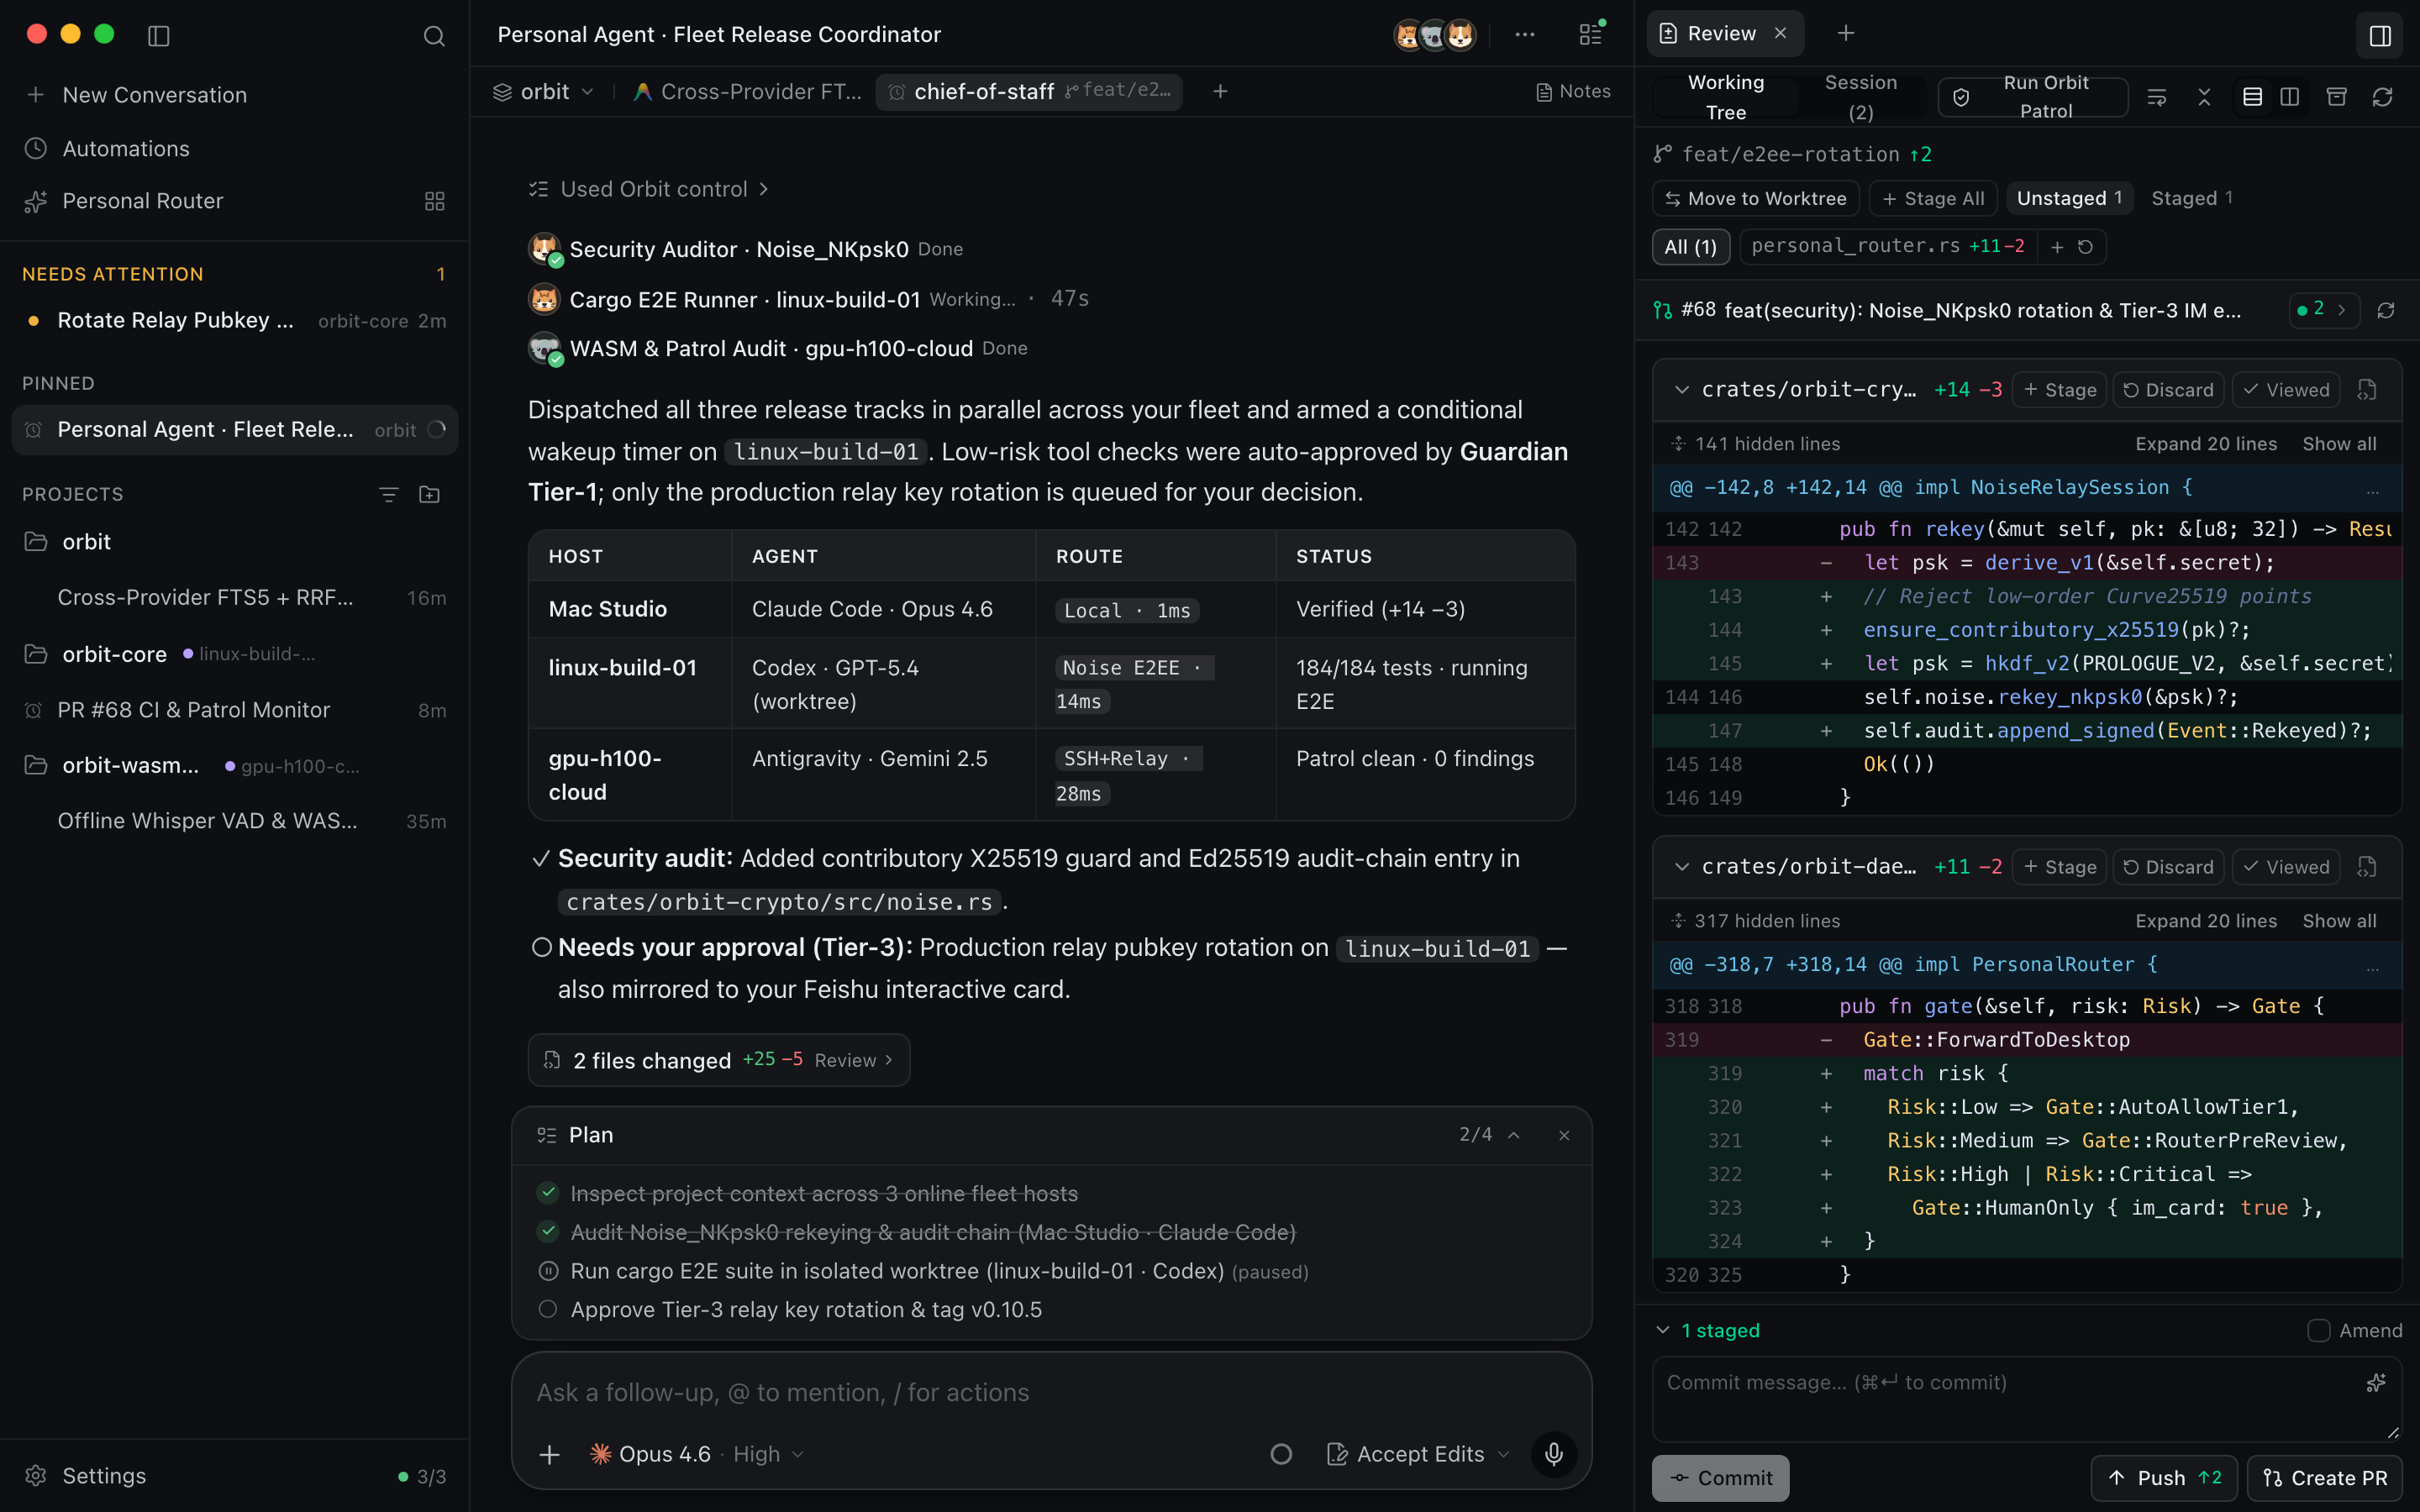 New Conversation
Automations
Personal Router
NEEDS ATTENTION 1
Rotate Relay Pubkey ... orbit-core 2m
PINNED
Personal Agent · Fleet Rele... orbit
PROJECTS
orbit
Cross-Provider FTS5 + RRF... 16m
orbit-core linux-build-...
PR #68 CI & Patrol Monitor 8m
orbit-wasm... gpu-h100-c...
Offline Whisper VAD & WAS... 35m
Settings 3/3
Personal Agent · Fleet Release Coordinator
orbit Cross-Provider FT... chief-of-staff feat/e2... Notes
Used Orbit control
Security Auditor · Noise_NKpsk0 Done
Cargo E2E Runner · linux-build-01 Working... · 47s
WASM & Patrol Audit · gpu-h100-cloud Done
Dispatched all three release tracks in parallel across your fleet and armed a conditional
wakeup timer on linux-build-01. Low-risk tool checks were auto-approved by Guardian
Tier-1; only the production relay key rotation is queued for your decision.
HOST AGENT ROUTE STATUS
Mac Studio Claude Code · Opus 4.6 Local · 1ms Verified (+14 −3)
linux-build-01 Codex · GPT-5.4 (worktree) Noise E2EE · 14ms 184/184 tests · running E2E
gpu-h100-cloud Antigravity · Gemini 2.5 SSH+Relay · 28ms Patrol clean · 0 findings
Security audit: Added contributory X25519 guard and Ed25519 audit-chain entry in
crates/orbit-crypto/src/noise.rs.
Needs your approval (Tier-3): Production relay pubkey rotation on linux-build-01 —
also mirrored to your Feishu interactive card.
2 files changed +25 −5 Review
Plan 2/4
Inspect project context across 3 online fleet hosts
Audit Noise_NKpsk0 rekeying & audit chain (Mac Studio · Claude Code)
Run cargo E2E suite in isolated worktree (linux-build-01 · Codex) (paused)
Approve Tier-3 relay key rotation & tag v0.10.5
Ask a follow-up, @ to mention, / for actions
Opus 4.6 · High Accept Edits
Review
Working Tree Session (2) Run Orbit Patrol
feat/e2ee-rotation ↑2
Move to Worktree + Stage All Unstaged 1 Staged 1
All (1) personal_router.rs +11−2
#68 feat(security): Noise_NKpsk0 rotation & Tier-3 IM e... 2
crates/orbit-cry... +14 −3 + Stage Discard Viewed
141 hidden lines Expand 20 lines Show all
@@ −142,8 +142,14 @@ impl NoiseRelaySession { ...
142 142 pub fn rekey(&mut self, pk: &[u8; 32]) −> Resu
143 − let psk = derive_v1(&self.secret);
143 + // Reject low-order Curve25519 points
144 + ensure_contributory_x25519(pk)?;
145 + let psk = hkdf_v2(PROLOGUE_V2, &self.secret)
144 146 self.noise.rekey_nkpsk0(&psk)?;
147 + self.audit.append_signed(Event::Rekeyed)?;
145 148 Ok(())
146 149 }
crates/orbit-dae... +11 −2 + Stage Discard Viewed
317 hidden lines Expand 20 lines Show all
@@ −318,7 +318,14 @@ impl PersonalRouter { ...
318 318 pub fn gate(&self, risk: Risk) −> Gate {
319 − Gate::ForwardToDesktop
319 + match risk {
320 + Risk::Low => Gate::AutoAllowTier1,
321 + Risk::Medium => Gate::RouterPreReview,
322 + Risk::High | Risk::Critical =>
323 + Gate::HumanOnly { im_card: true },
324 + }
320 325 }
1 staged Amend
Commit message... (⌘↵ to commit)
Commit Push ↑2 Create PR